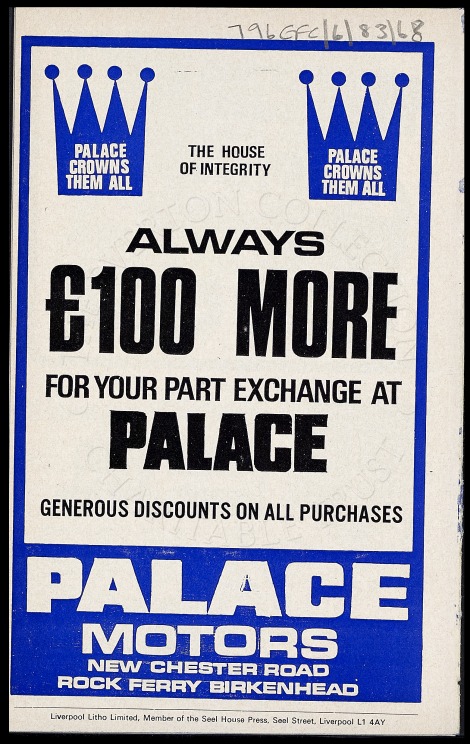 796GFC/6/83/68
PALACE
CROWNS
THEM ALL
THE HOUSE
OF INTEGRITY
PALACE
CROWNS
THEM ALL
ALWAYS
£100 MORE
FOR YOUR PART EXCHANGE AT
PALACE
GENEROUS DISCOUNTS ON ALL PURCHASES
PALACE
MOTORS
NEW CHESTER ROAD
ROCK FERRY BIRKENHEAD
Liverpool Litho Limited, Member of the Seel House Press, Seel Street, Liverpool L1 4AY